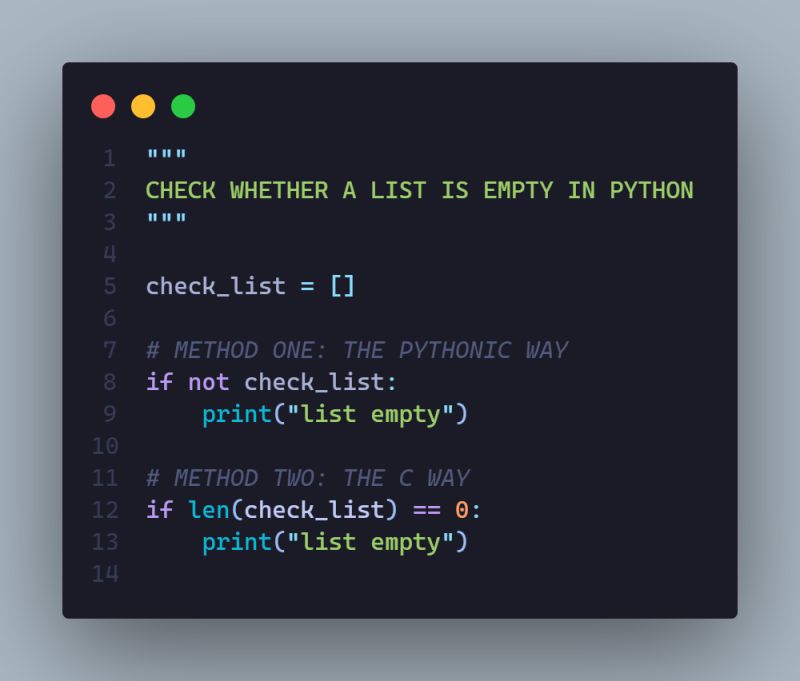 1 """
2 CHECK WHETHER A LIST IS EMPTY IN PYTHON
3 """
4
5 check_list = []
6
7 # METHOD ONE: THE PYTHONIC WAY
8 if not check_list:
9     print("list empty")
10
11 # METHOD TWO: THE C WAY
12 if len(check_list) == 0:
13     print("list empty")
14